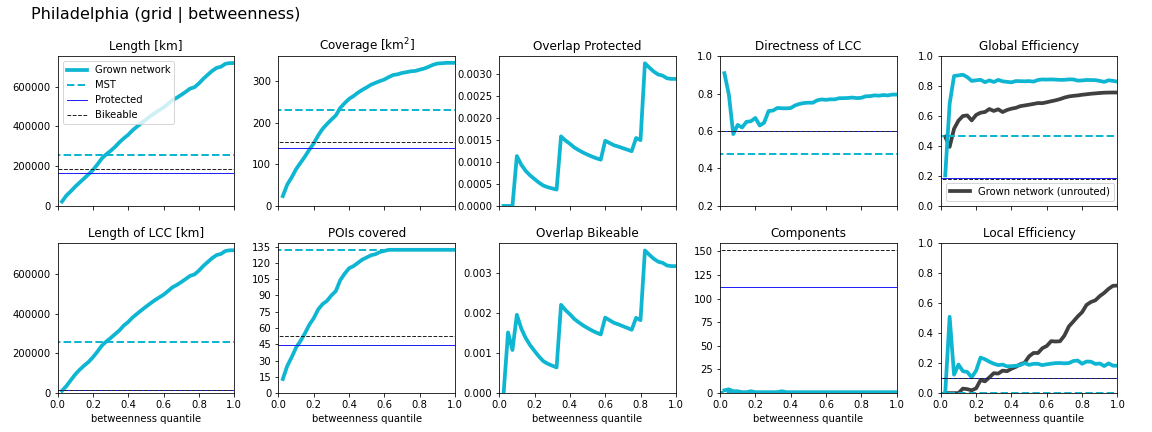 Philadelphia (grid | betweenness)
Length [km]
Coverage [km²]
Overlap Protected
Directness of LCC
Global Efficiency
Grown network
MST
Protected
Bikeable
600000
400000
200000
0
300
200
100
0
0.0030
0.0025
0.0020
0.0015
0.0010
0.0005
0.0000
1.0
0.8
0.6
0.4
0.2
1.0
0.8
0.6
0.4
0.2
0.0
Grown network (unrouted)
Length of LCC [km]
POIs covered
Overlap Bikeable
Components
Local Efficiency
600000
400000
200000
0
135
120
105
90
75
60
45
30
15
0
0.003
0.002
0.001
0.000
150
125
100
75
50
25
0
1.0
0.8
0.6
0.4
0.2
0.0
0.0 0.2 0.4 0.6 0.8 1.0
0.0 0.2 0.4 0.6 0.8 1.0
0.0 0.2 0.4 0.6 0.8 1.0
0.0 0.2 0.4 0.6 0.8 1.0
0.0 0.2 0.4 0.6 0.8 1.0
betweenness quantile
betweenness quantile
betweenness quantile
betweenness quantile
betweenness quantile